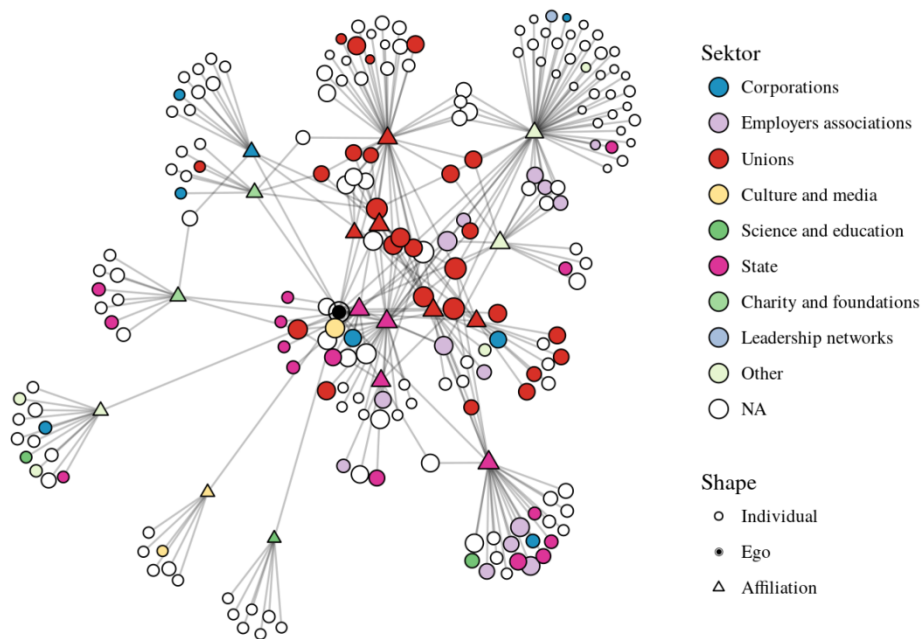 Sektor
Corporations
Employers associations
Unions
Culture and media
Science and education
State
Charity and foundations
Leadership networks
Other
NA
Shape
Individual
Ego
Affiliation